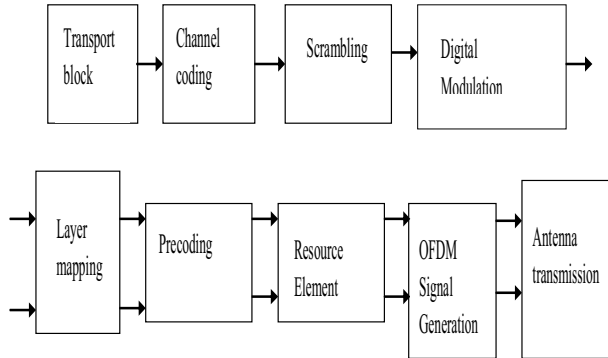 Transport
block
Channel
coding
Scrambling
Digital
Modulation
Layer
mapping
Precoding
Resource
Element
OFDM
Signal
Generation
Antenna
transmission